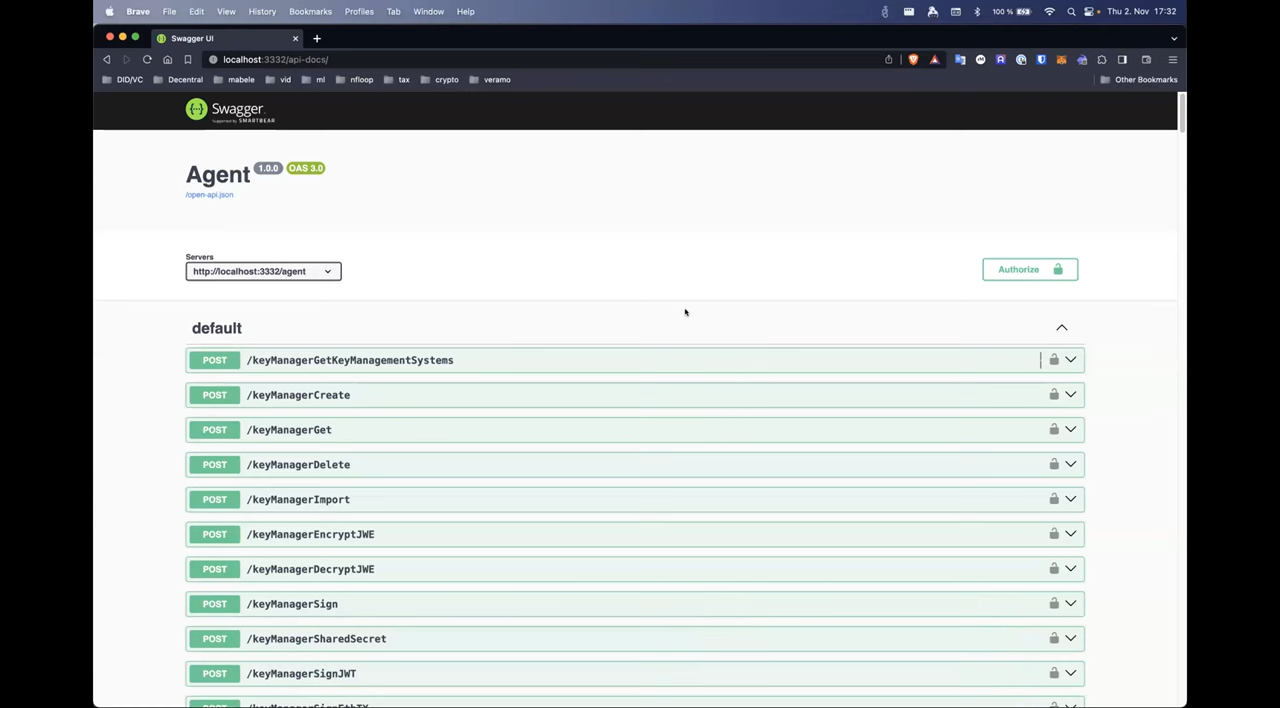 Brave File Edit View History Bookmarks Profiles Tab Window Help 100 % Thu 2. Nov 17:32
Swagger UI
localhost:3332/api-docs/
DID/VC Decentral mabele vid ml nfloop tax crypto veramo Other Bookmarks
Swagger
Supported by SMARTBEAR
Agent 1.0.0 OAS 3.0
/open-api.json
Servers
http://localhost:3332/agent
Authorize
default
POST /keyManagerGetKeyManagementSystems
POST /keyManagerCreate
POST /keyManagerGet
POST /keyManagerDelete
POST /keyManagerImport
POST /keyManagerEncryptJWE
POST /keyManagerDecryptJWE
POST /keyManagerSign
POST /keyManagerSharedSecret
POST /keyManagerSignJWT
POST /keyManagerSignEthTX